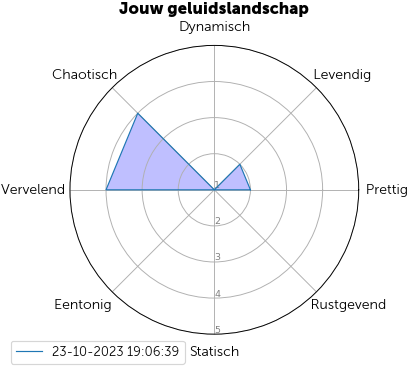 Jouw geluidslandschap
Dynamisch
Chaotisch
Levendig
Vervelend
Prettig
1
2
3
4
5
Eentonig
Rustgevend
23-10-2023 19:06:39
Statisch